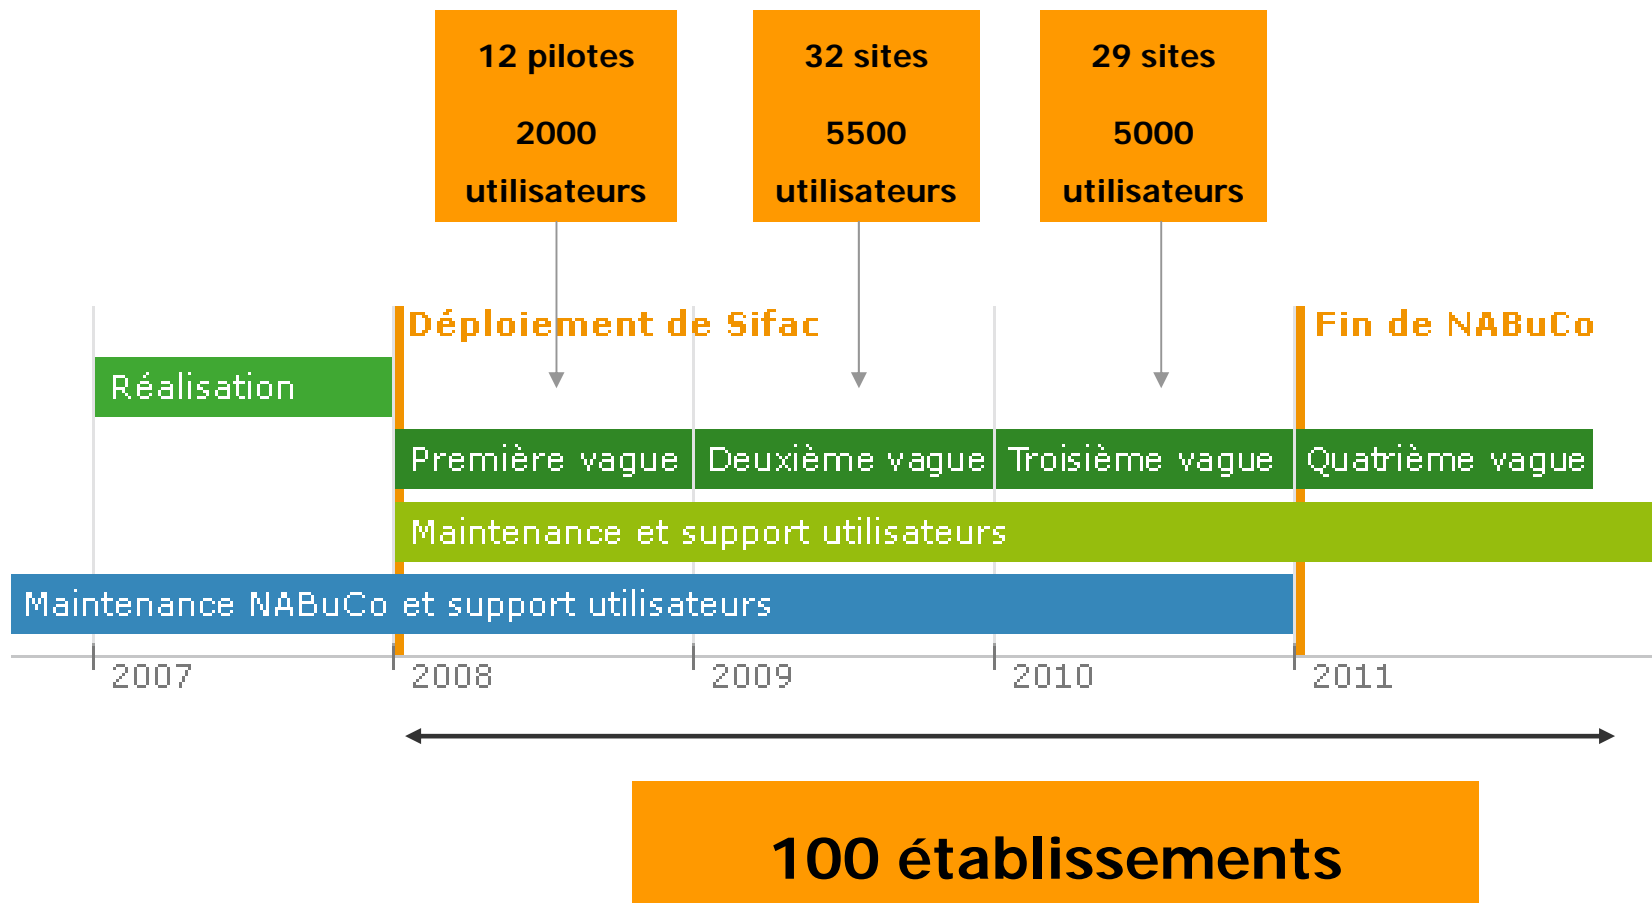 12 pilotes
2000
utilisateurs
32 sites
5500
utilisateurs
29 sites
5000
utilisateurs
Déploiement de Sifac
Fin de NABuCo
Réalisation
Première vague
Deuxième vague
Troisième vague
Quatrième vague
Maintenance et support utilisateurs
Maintenance NABuCo et support utilisateurs
2007
2008
2009
2010
2011
100 établissements